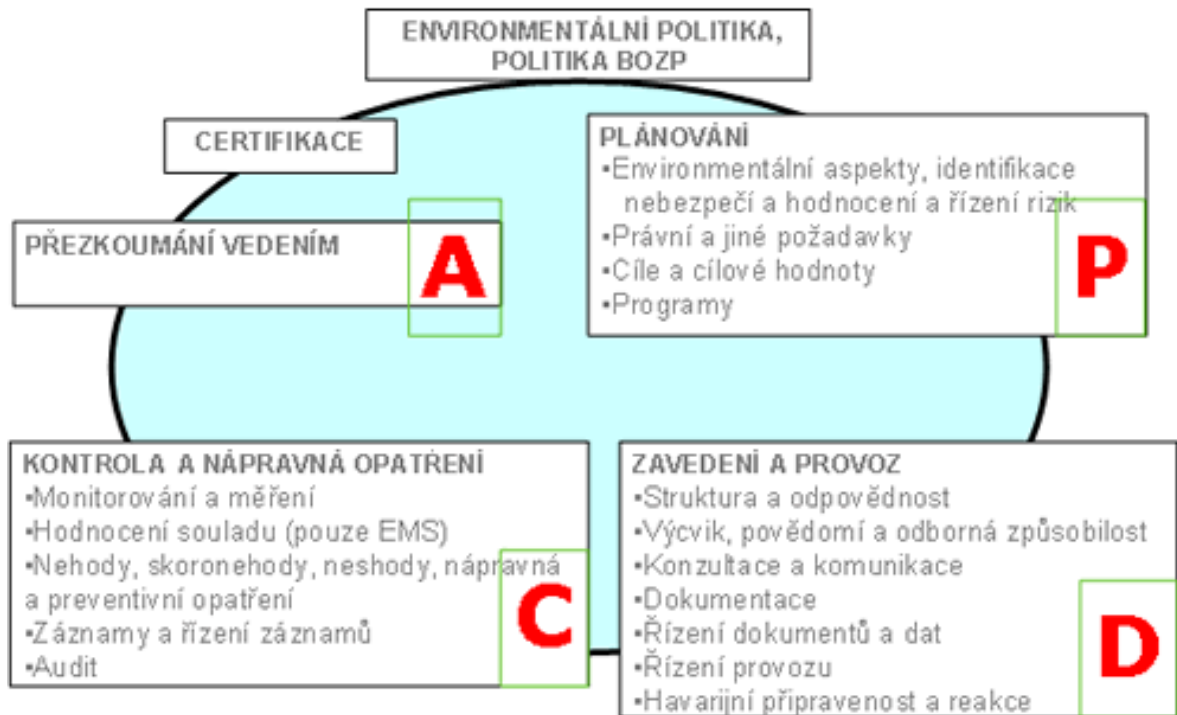 ENVIRONMENTÁLNÍ POLITIKA,
POLITIKA BOZP
CERTIFIKACE
PLÁNOVÁNÍ
▪Environmentální aspekty, identifikace
nebezpečí a hodnocení a řízení rizik
▪Právní a jiné požadavky
▪Cíle a cílové hodnoty
▪Programy
P
PŘEZKOUMÁNÍ VEDENÍM
A
KONTROLA A NÁPRAVNÁ OPATŘENÍ
▪Monitorování a měření
▪Hodnocení souladu (pouze EMS)
▪Nehody, skoronehody, neshody, nápravná
a preventivní opatření
▪Záznamy a řízení záznamů
▪Audit
C
ZAVEDENÍ A PROVOZ
▪Struktura a odpovědnost
▪Výcvik, povědomí a odborná způsobilost
▪Konzultace a komunikace
▪Dokumentace
▪Řízení dokumentů a dat
▪Řízení provozu
▪Havarijní připravenost a reakce
D